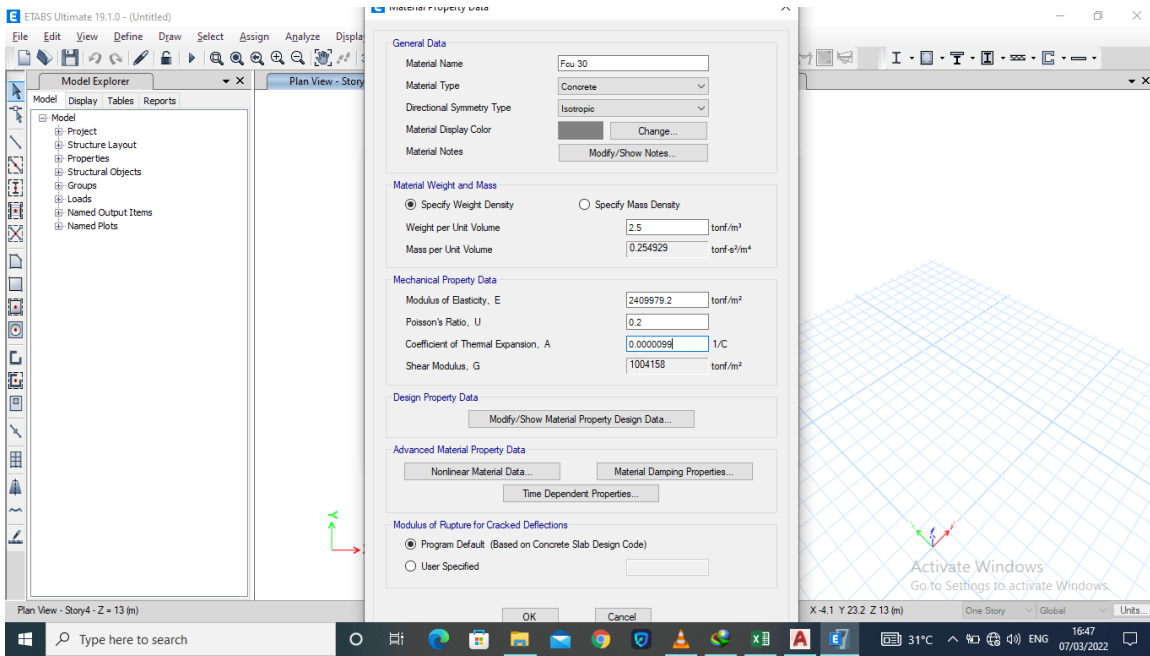 ETABS Ultimate 19.1.0 - (Untitled)
Material Property Data
File Edit View Define Draw Select Assign Analyze Displa
Model Explorer
Plan View - Story
Model Display Tables Reports
Model
Project
Structure Layout
Properties
Structural Objects
Groups
Loads
Named Output Items
Named Plots
General Data
Material Name Fcu 30
Material Type Concrete
Directional Symmetry Type Isotropic
Material Display Color Change...
Material Notes Modify/Show Notes...
Material Weight and Mass
Specify Weight Density Specify Mass Density
Weight per Unit Volume 2.5 tonf/m³
Mass per Unit Volume 0.254929 tonf-s²/m⁴
Mechanical Property Data
Modulus of Elasticity, E 2409979.2 tonf/m²
Poisson's Ratio, U 0.2
Coefficient of Thermal Expansion, A 0.0000099 1/C
Shear Modulus, G 1004158 tonf/m²
Design Property Data
Modify/Show Material Property Design Data...
Advanced Material Property Data
Nonlinear Material Data... Material Damping Properties...
Time Dependent Properties...
Modulus of Rupture for Cracked Deflections
Program Default (Based on Concrete Slab Design Code)
User Specified
OK Cancel
Activate Windows
Go to Settings to activate Windows.
Plan View - Story4 - Z = 13 (m)
X -4.1 Y 23.2 Z 13 (m) One Story Global Units...
Type here to search
31°C ENG 16:47
07/03/2022